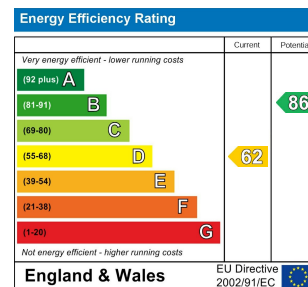 Energy Efficiency Rating
Current Potentia
Very energy efficient - lower running costs
(92 plus) A
(81-91) B
(69-80) C
(55-68) D
(39-54) E
(21-38) F
(1-20) G
62
86
Not energy efficient - higher running costs
England & Wales
EU Directive
2002/91/EC